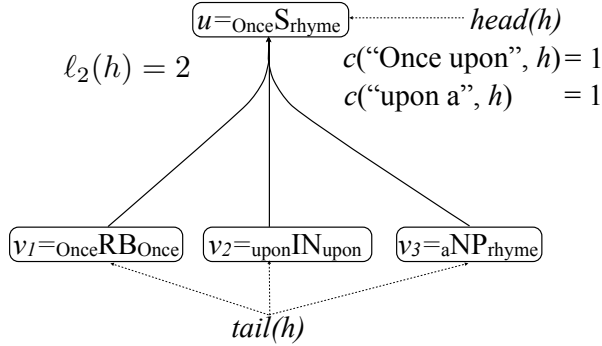 u=OnceSrhyme head(h)
ℓ₂(h) = 2 c(“Once upon”, h) = 1
c(“upon a”, h) = 1
v₁=OnceRBOnce v₂=uponINupon v₃=aNPrhyme
tail(h)